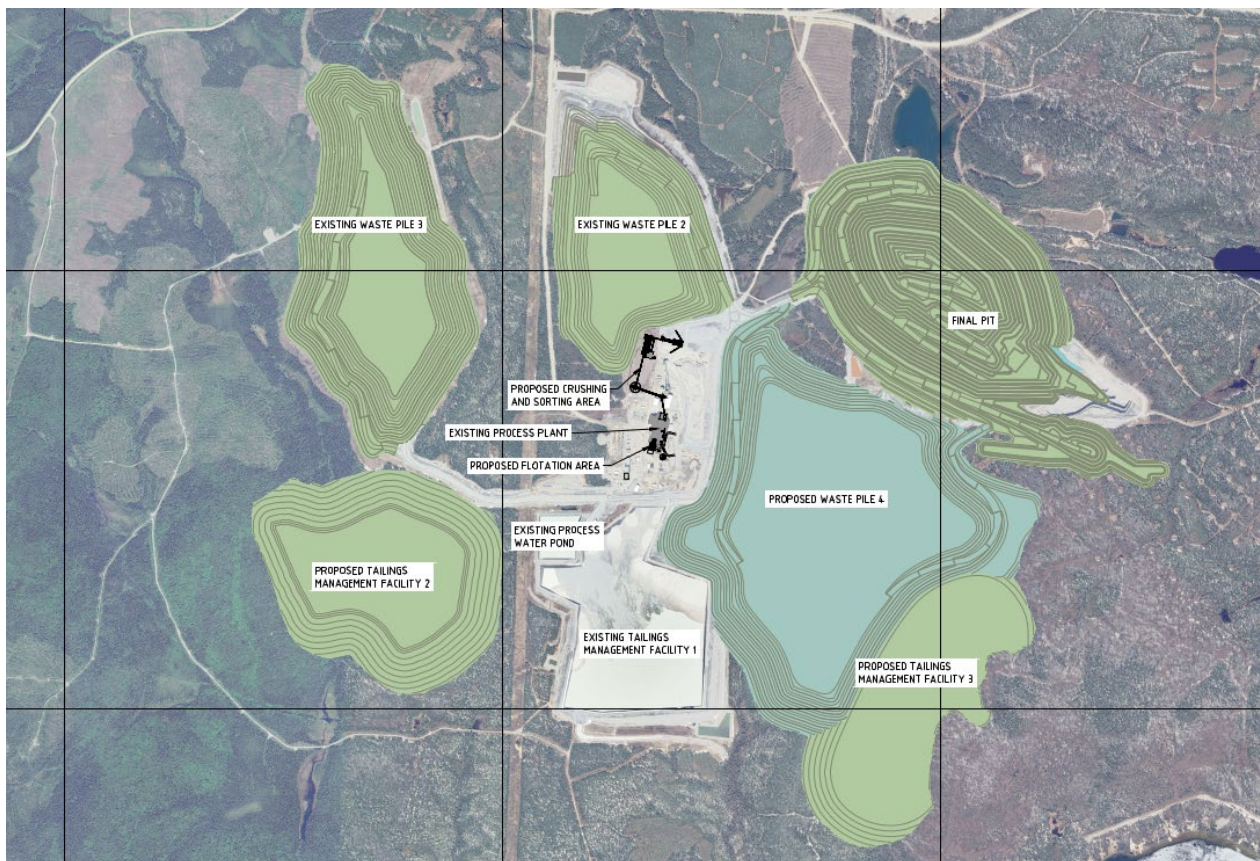 EXISTING WASTE PILE 3
EXISTING WASTE PILE 2
FINAL PIT
PROPOSED CRUSHING
AND SORTING AREA
EXISTING PROCESS PLANT
PROPOSED FLOTATION AREA
PROPOSED WASTE PILE 4
EXISTING PROCESS
WATER POND
PROPOSED TAILINGS
MANAGEMENT FACILITY 2
EXISTING TAILINGS
MANAGEMENT FACILITY 1
PROPOSED TAILINGS
MANAGEMENT FACILITY 3